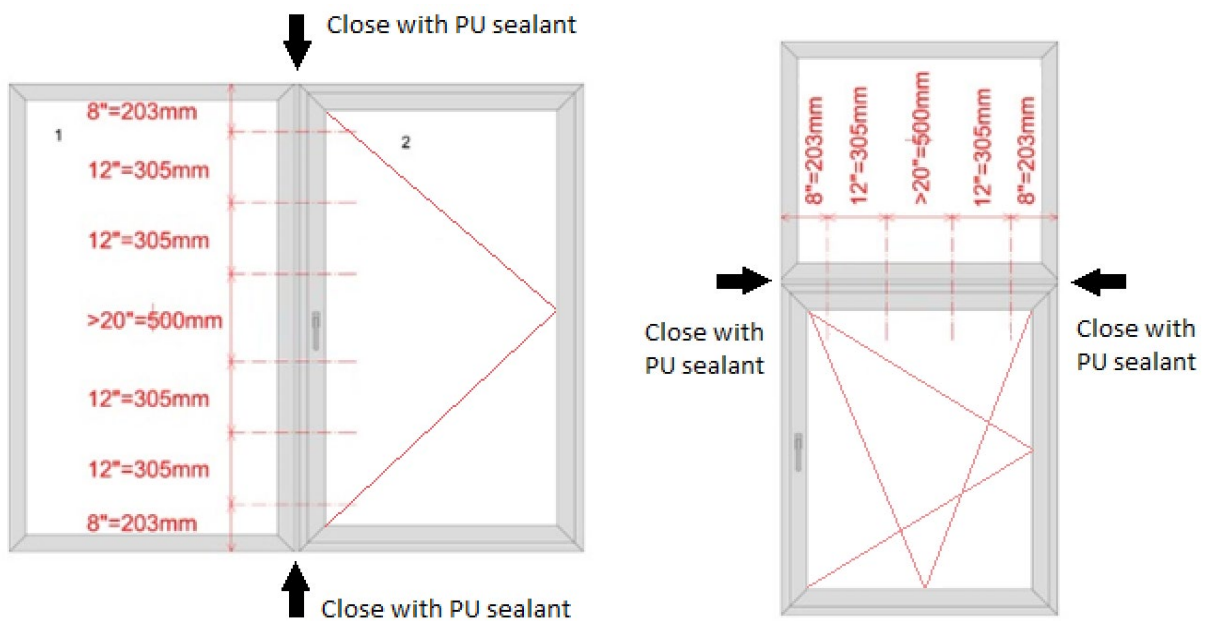 Close with PU sealant
8"=203mm
1
2
12"=305mm
12"=305mm
>20"=500mm
12"=305mm
12"=305mm
8"=203mm
Close with PU sealant
8"=203mm
12"=305mm
>20"=500mm
12"=305mm
8"=203mm
Close with
PU sealant
Close with
PU sealant